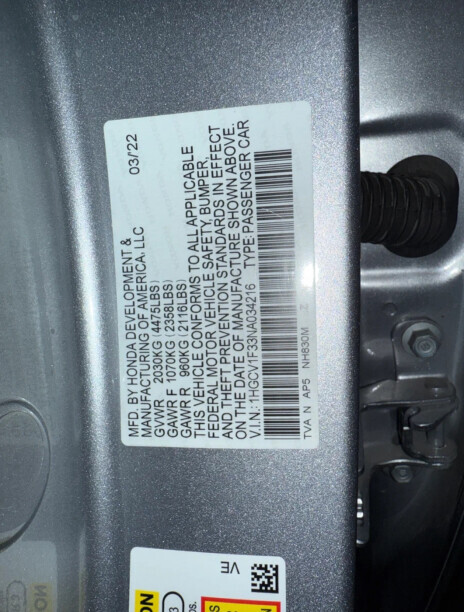 MFD. BY HONDA DEVELOPMENT &
MANUFACTURING OF AMERICA, LLC 03/'22
GVWR 2030KG (4475LBS)
GAWR F 1070KG (2358LBS)
GAWR R 960KG (2116LBS)
THIS VEHICLE CONFORMS TO ALL APPLICABLE
FEDERAL MOTOR VEHICLE SAFETY, BUMPER,
AND THEFT PREVENTION STANDARDS IN EFFECT
ON THE DATE OF MANUFACTURE SHOWN ABOVE.
V.I.N.: 1HGCV1F33NA034216 TYPE: PASSENGER CAR
TVA N AP5 NH830M
VE